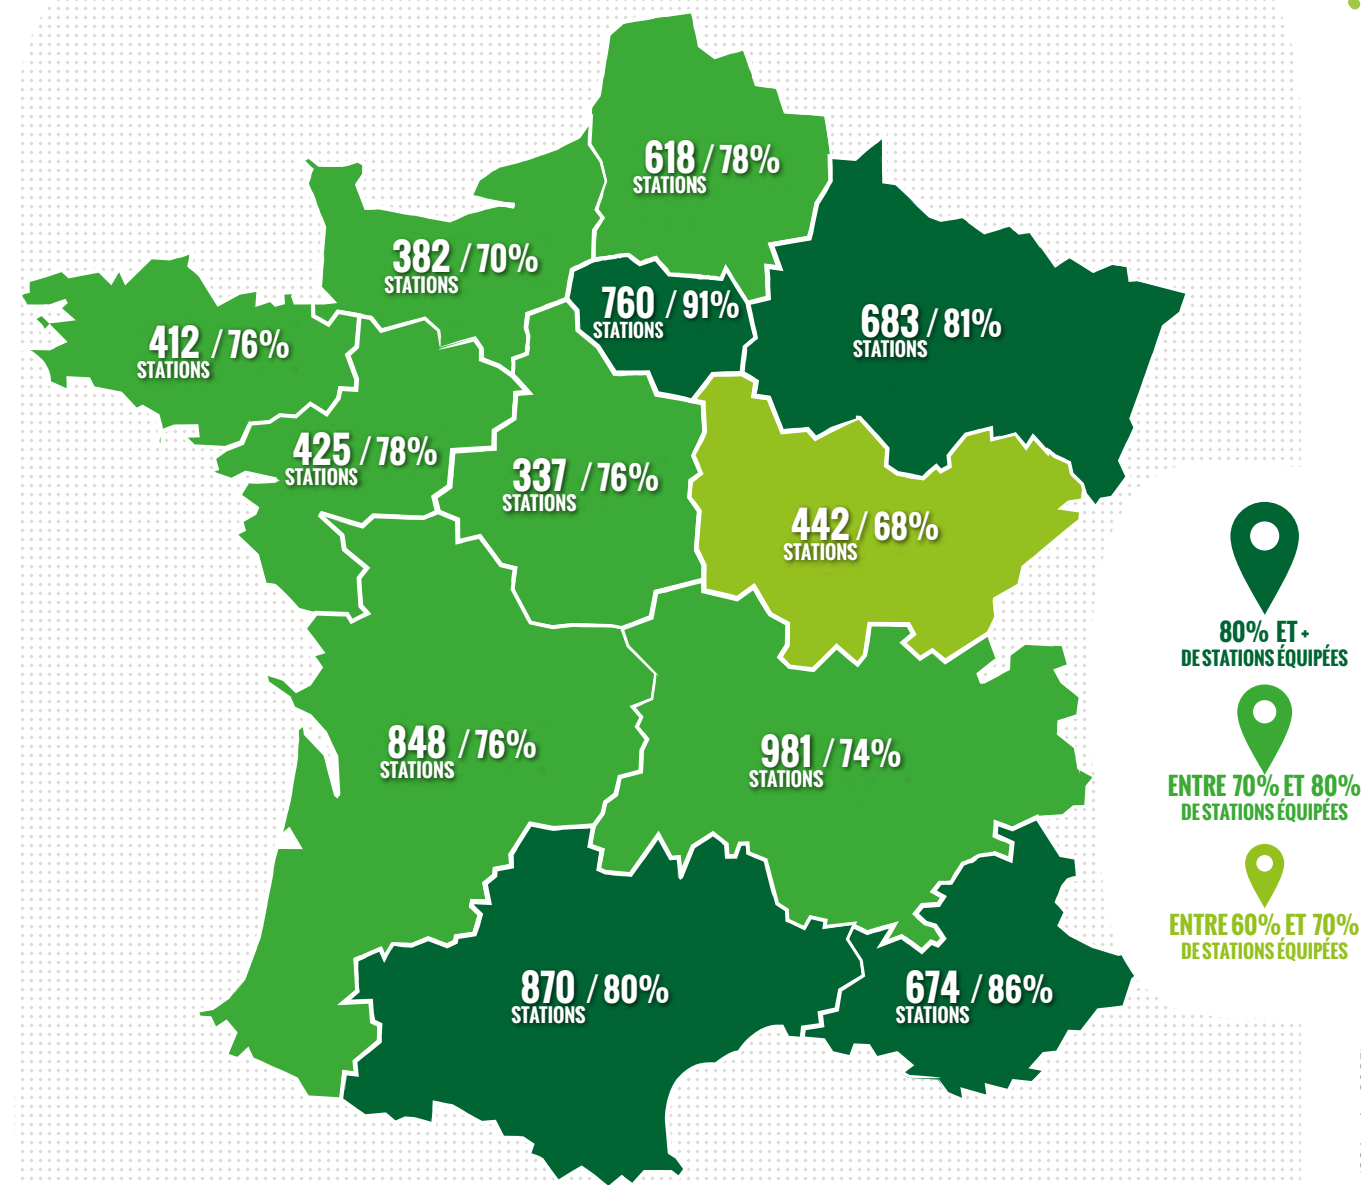 618 / 78%
STATIONS
382 / 70%
STATIONS
760 / 91%
STATIONS
683 / 81%
STATIONS
412 / 76%
STATIONS
425 / 78%
STATIONS
337 / 76%
STATIONS
442 / 68%
STATIONS
848 / 76%
STATIONS
981 / 74%
STATIONS
870 / 80%
STATIONS
674 / 86%
STATIONS
80% ET +
DE STATIONS ÉQUIPÉES
ENTRE 70% ET 80%
DE STATIONS ÉQUIPÉES
ENTRE 60% ET 70%
DE STATIONS ÉQUIPÉES